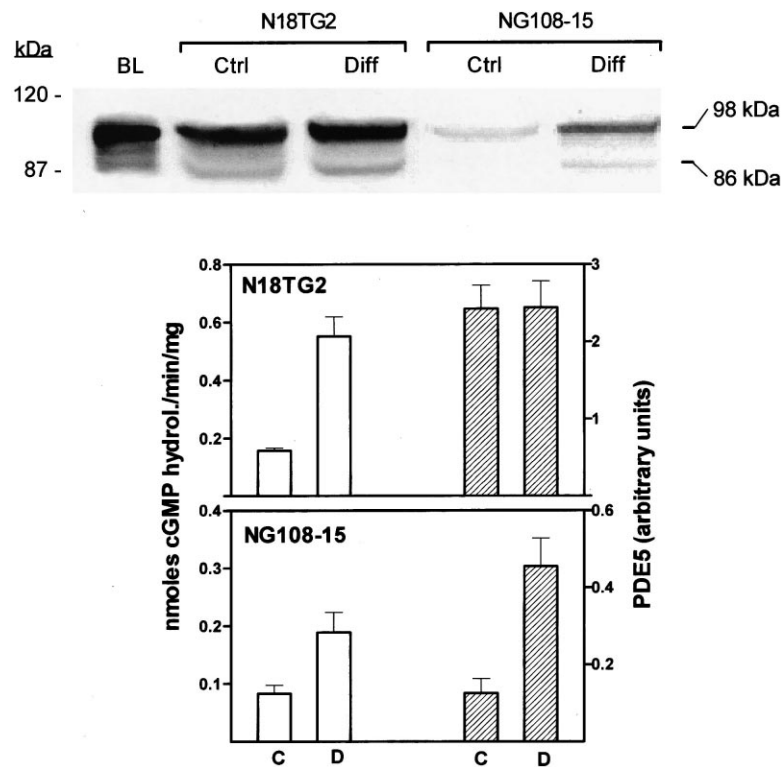 N18TG2 NG108-15
kDa BL Ctrl Diff Ctrl Diff
120 - 98 kDa
87 - 86 kDa
0.8 N18TG2 3
0.6 2
0.4
0.2 1
0.4 NG108-15 0.6
0.3 0.4
0.2
0.1 0.2
C D C D
nmoles cGMP hydrol./min/mg
PDE5 (arbitrary units)